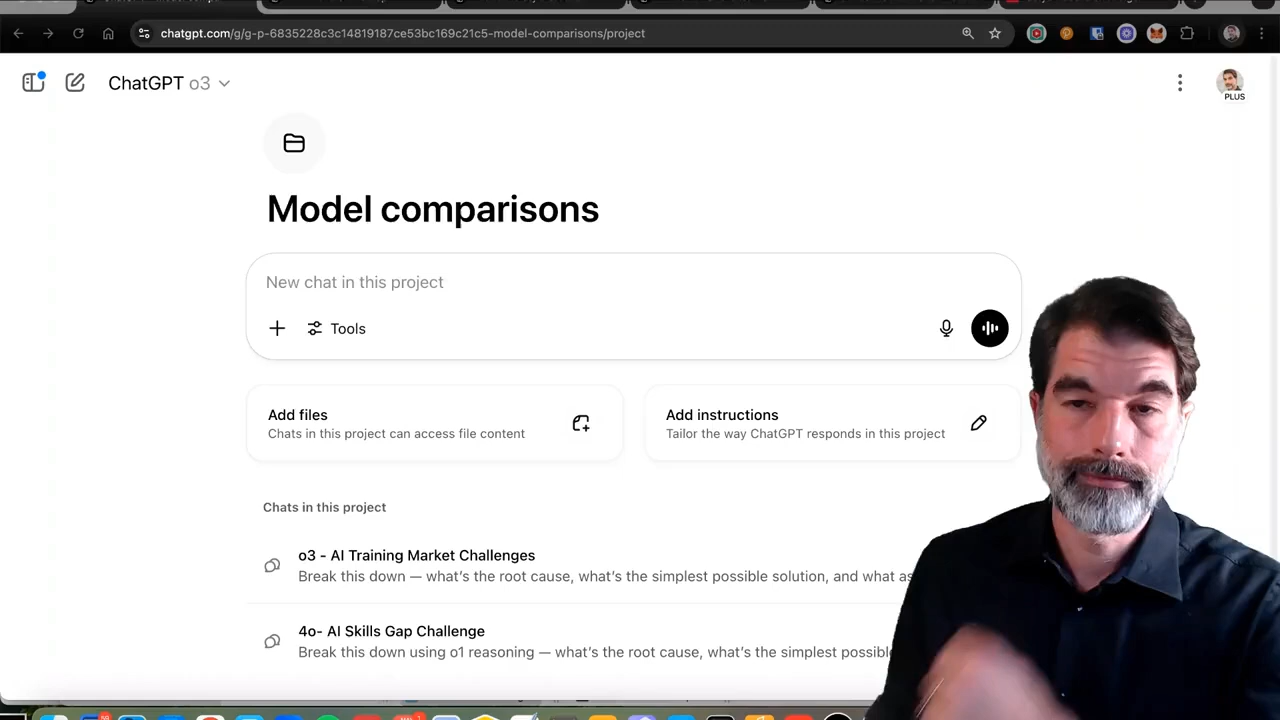 chatgpt.com/g/g-p-6835228c3c14819187ce53bc169c21c5-model-comparisons/project
ChatGPT o3
PLUS
Model comparisons
New chat in this project
Tools
Add files
Chats in this project can access file content
Add instructions
Tailor the way ChatGPT responds in this project
Chats in this project
o3 - AI Training Market Challenges
Break this down — what's the root cause, what's the simplest possible solution, and what as
4o- AI Skills Gap Challenge
Break this down using o1 reasoning — what's the root cause, what's the simplest possible